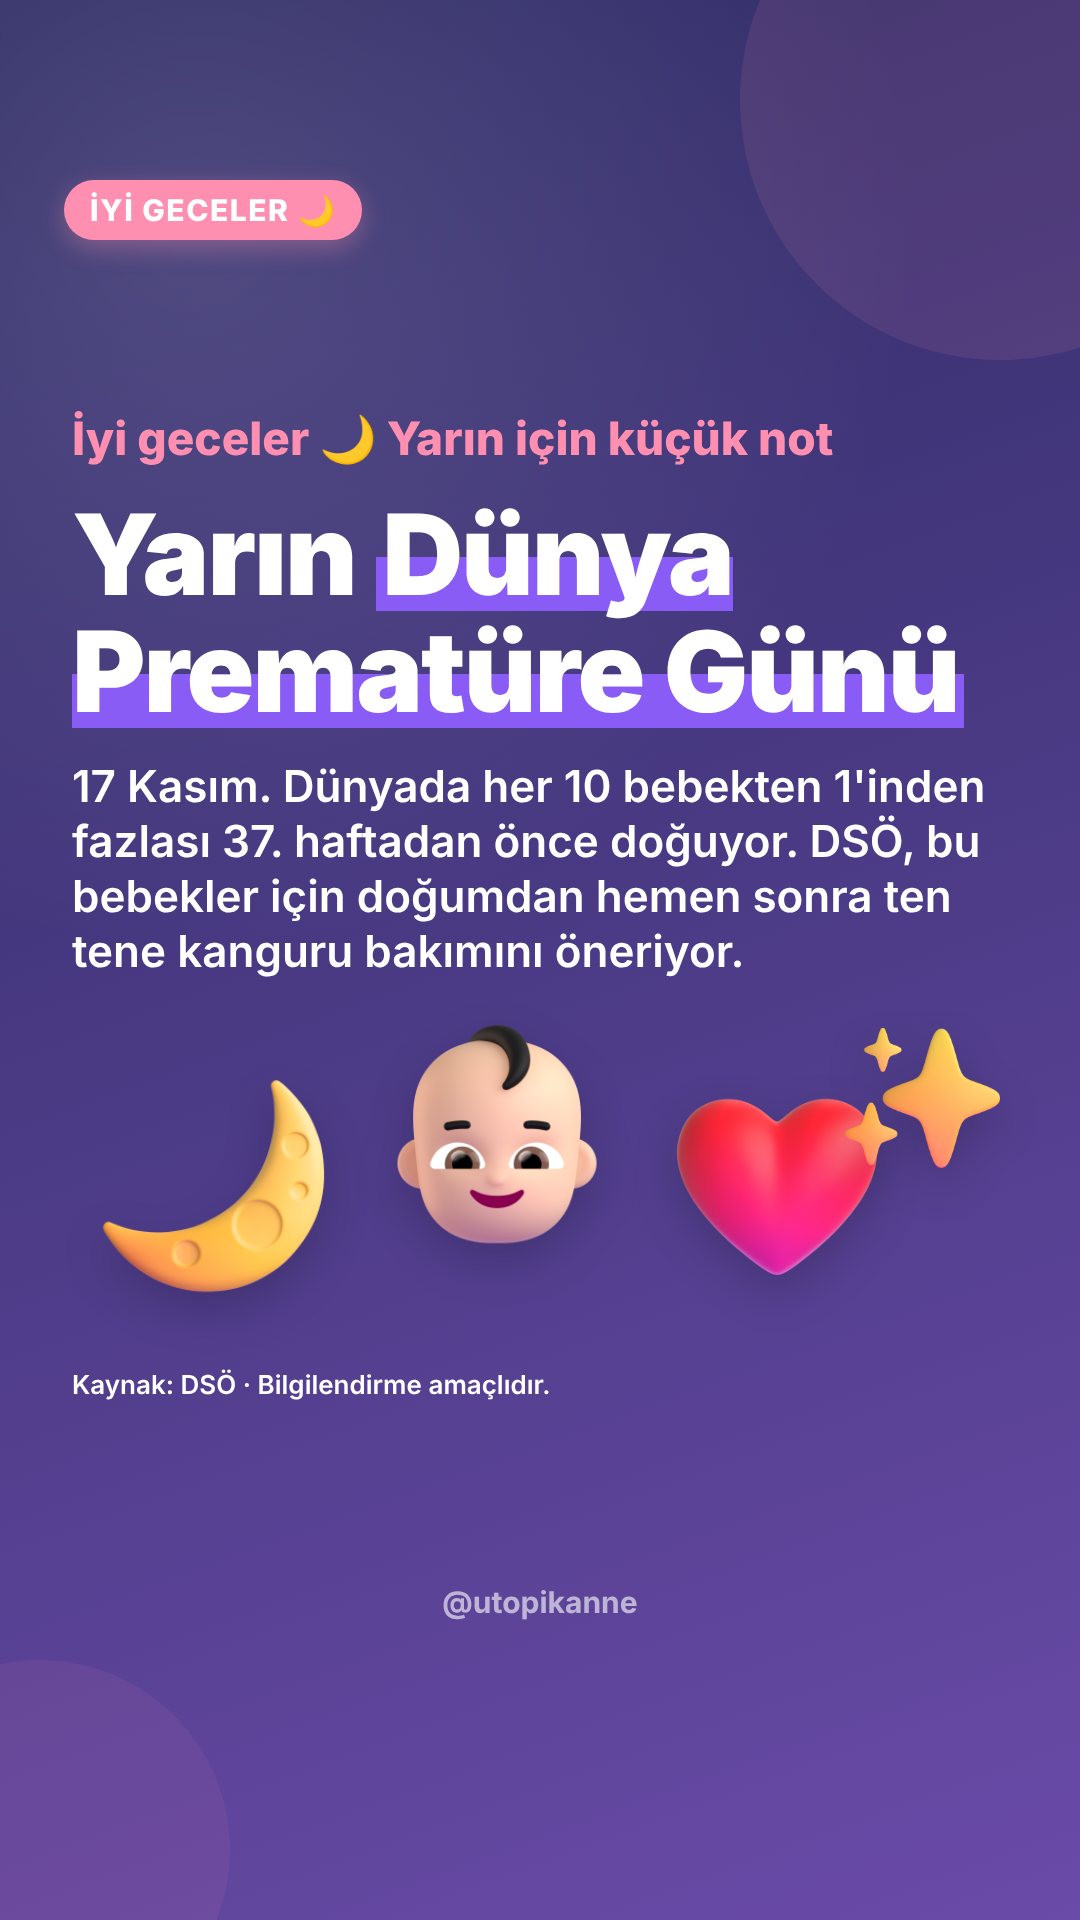 İYİ GECELER 🌙
İyi geceler 🌙 Yarın için küçük not
Yarın Dünya
Prematüre Günü
17 Kasım. Dünyada her 10 bebekten 1'inden
fazlası 37. haftadan önce doğuyor. DSÖ, bu
bebekler için doğumdan hemen sonra ten
tene kanguru bakımını öneriyor.
Kaynak: DSÖ · Bilgilendirme amaçlıdır.
@utopikanne